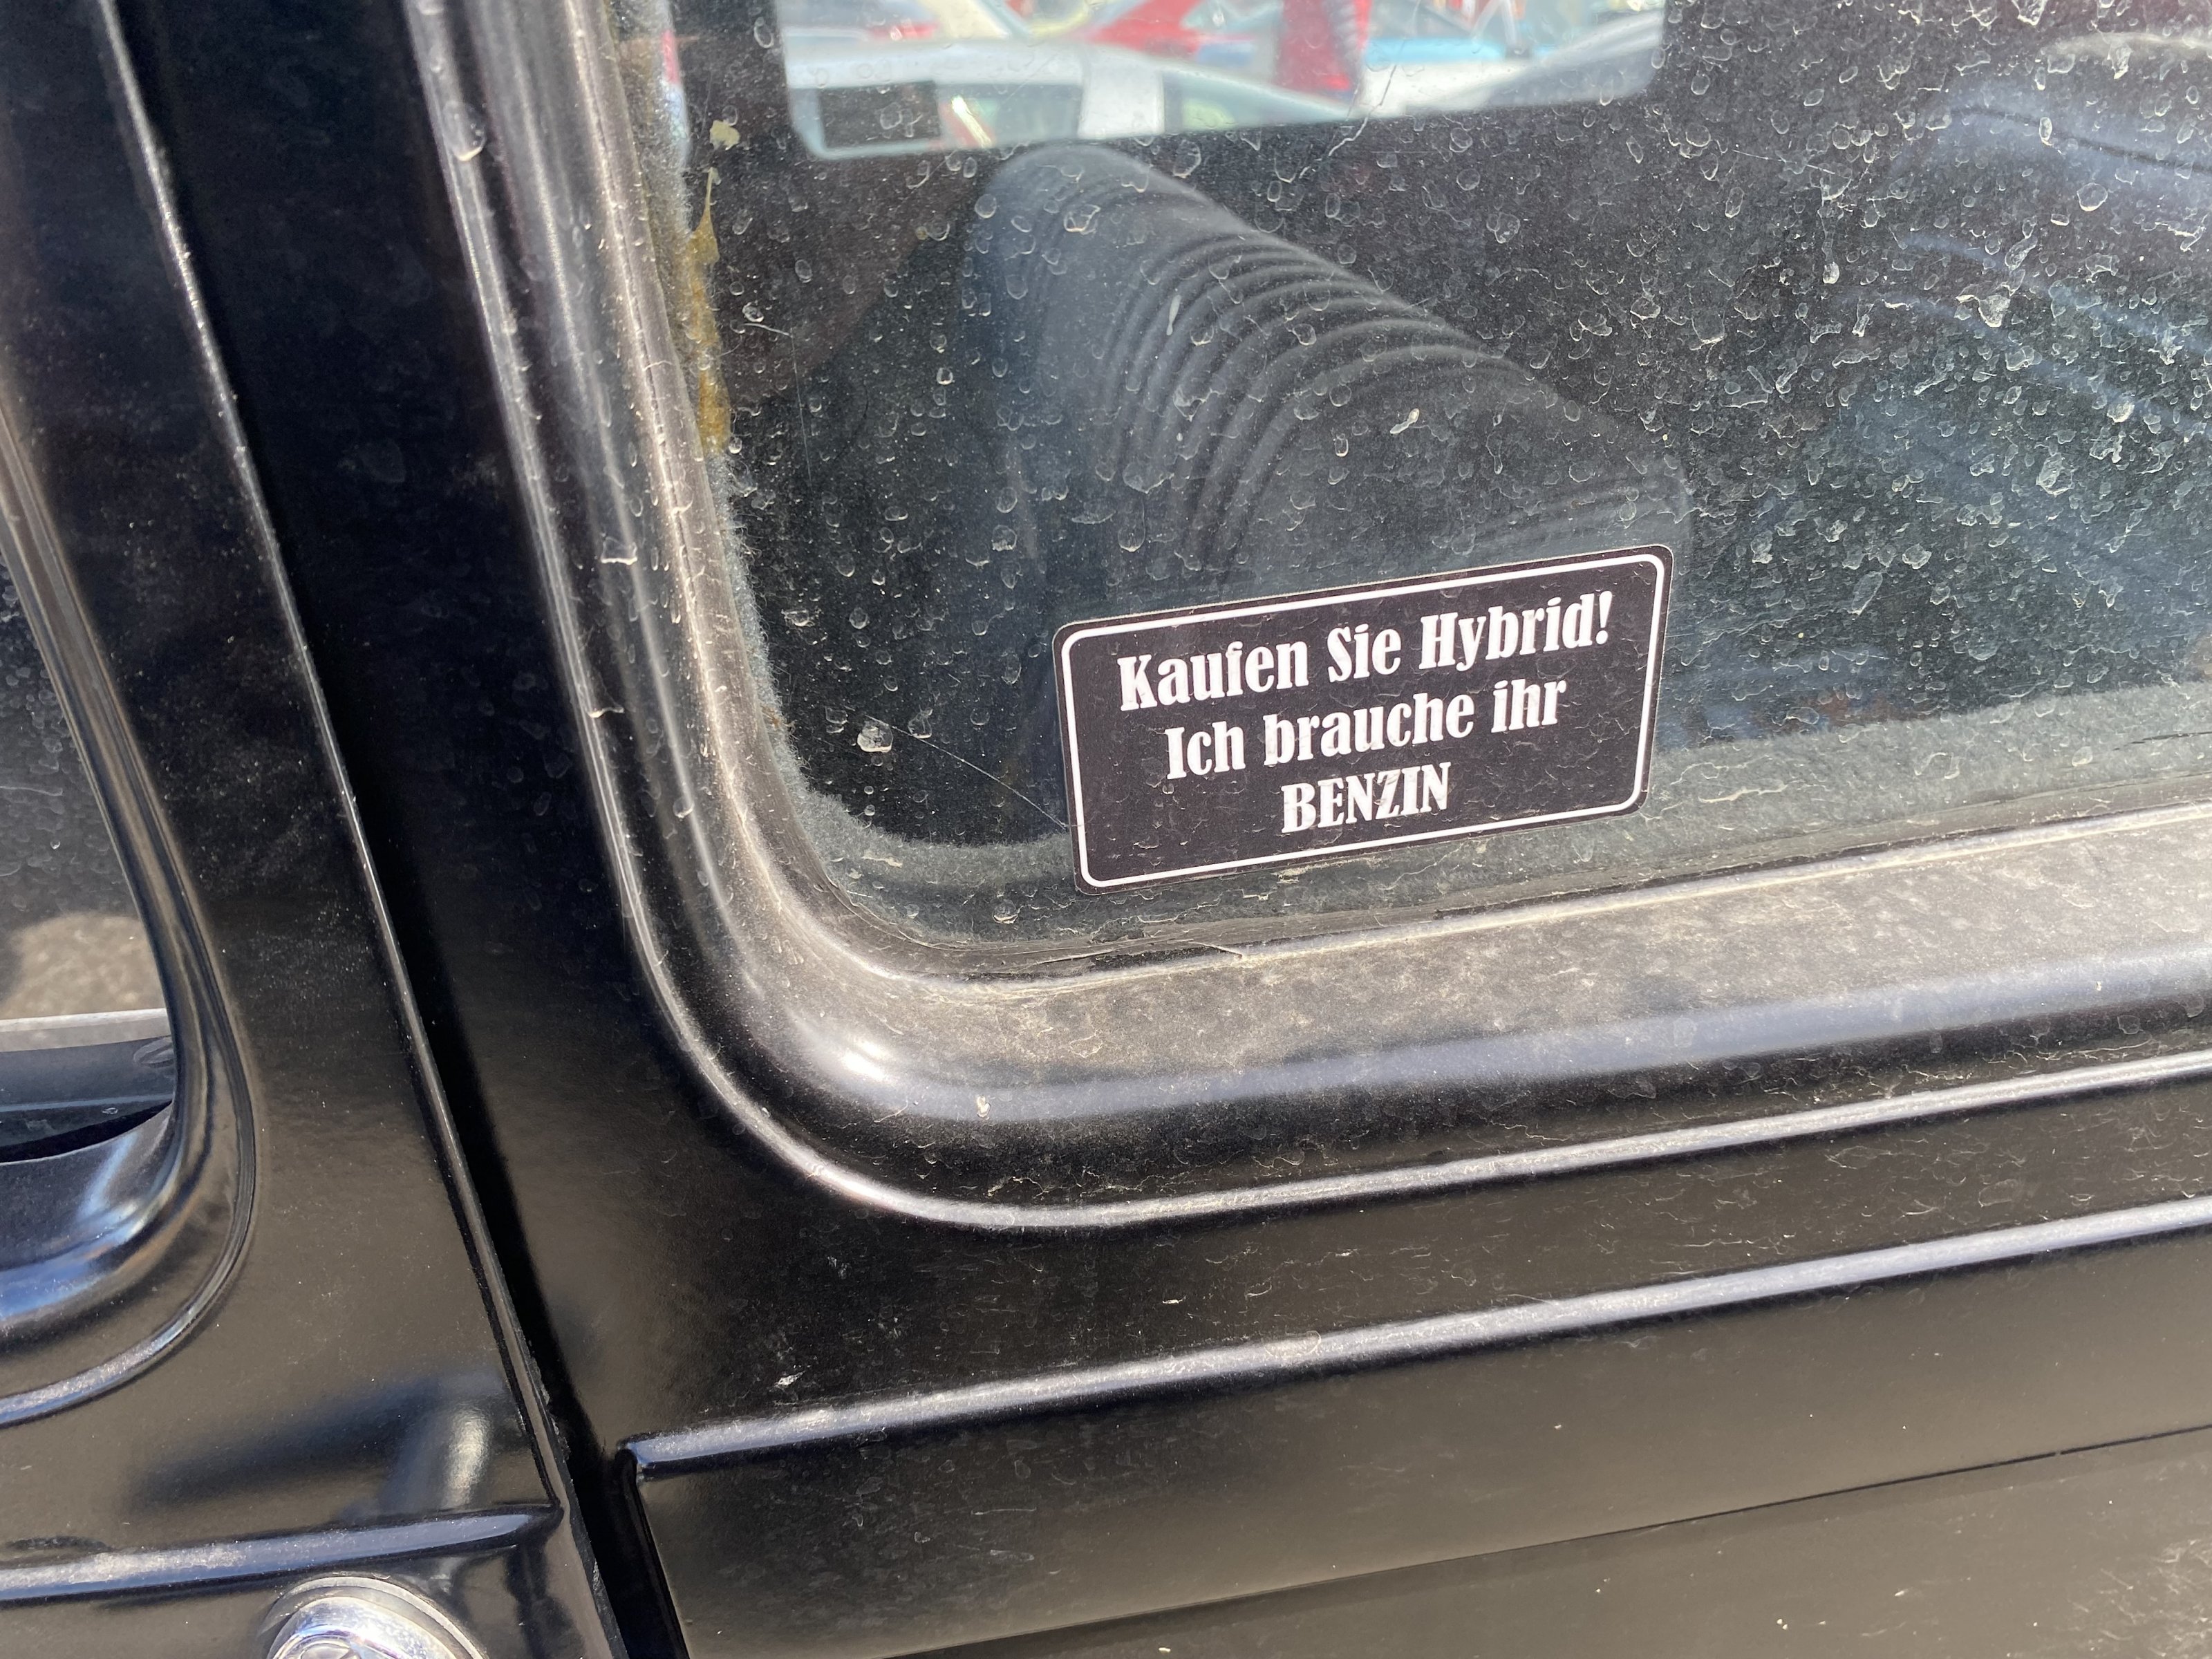 Kaufen Sie Hybrid!
Ich brauche ihr
BENZIN